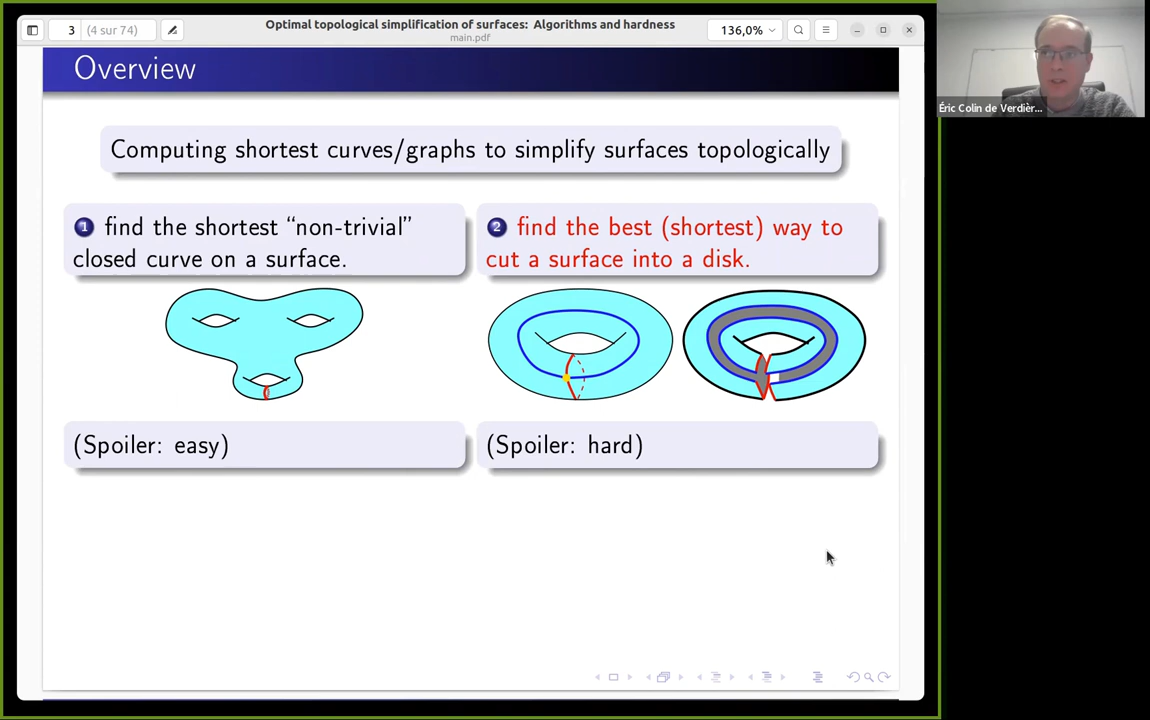 3
(4 sur 74)
Optimal topological simplification of surfaces: Algorithms and hardness
main.pdf
136,0%
Overview
Computing shortest curves/graphs to simplify surfaces topologically
1 find the shortest “non-trivial”
closed curve on a surface.
2 find the best (shortest) way to
cut a surface into a disk.
(Spoiler: easy)
(Spoiler: hard)
Éric Colin de Verdièr...